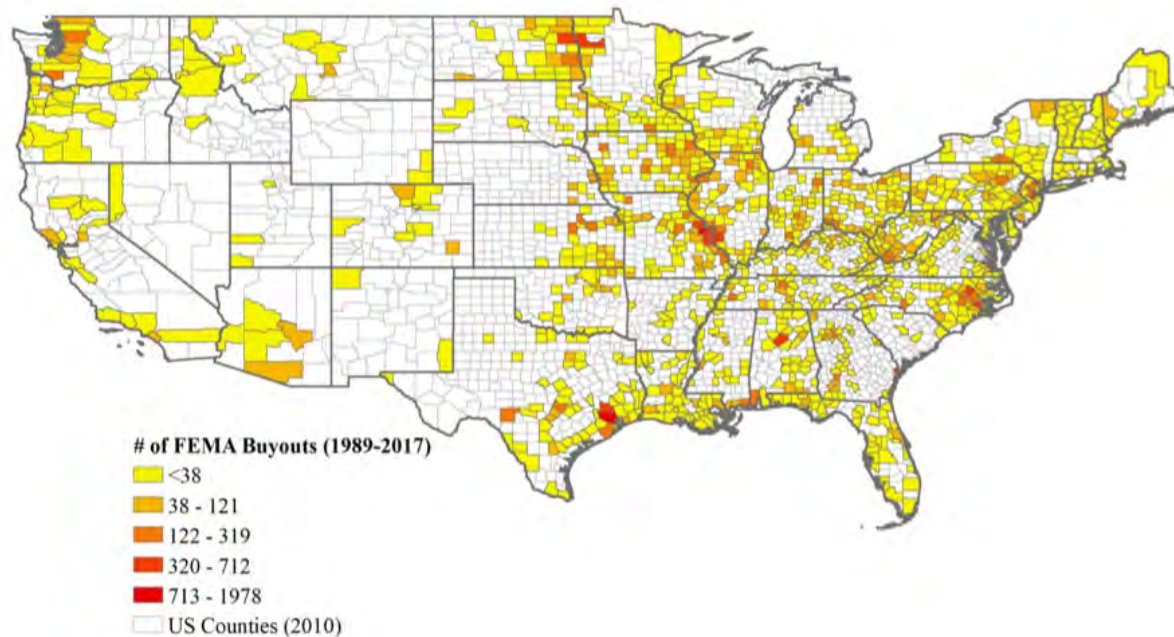 # of FEMA Buyouts (1989-2017)
<38
38 - 121
122 - 319
320 - 712
713 - 1978
US Counties (2010)